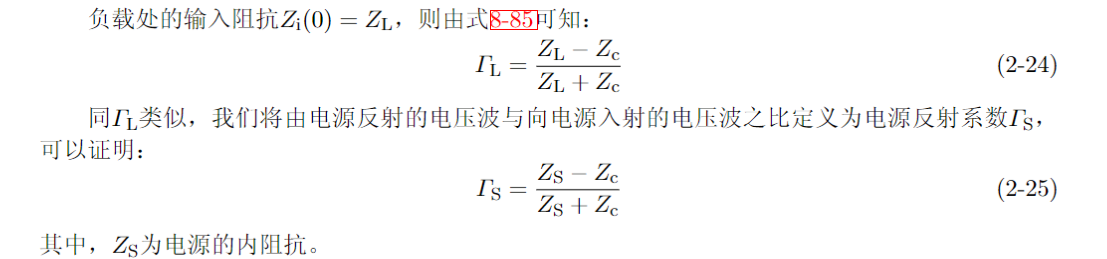 负载处的输入阻抗Z_i(0) = Z_L，则由式8-85可知：
Γ_L = \frac{Z_L − Z_c}{Z_L + Z_c} (2-24)
同Γ_L类似，我们将由电源反射的电压波与向电源入射的电压波之比定义为电源反射系数Γ_S，
可以证明：
Γ_S = \frac{Z_S − Z_c}{Z_S + Z_c} (2-25)
其中，Z_S为电源的内阻抗。